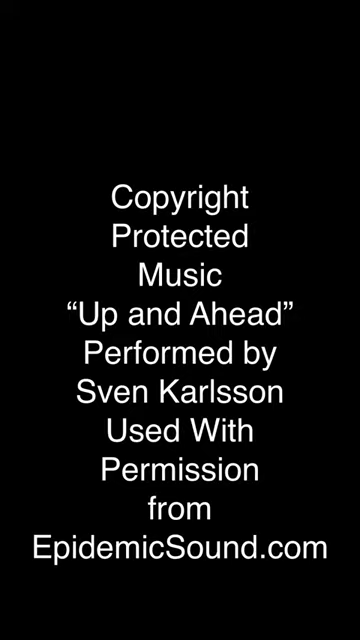 Copyright
Protected
Music
“Up and Ahead”
Performed by
Sven Karlsson
Used With
Permission
from
EpidemicSound.com